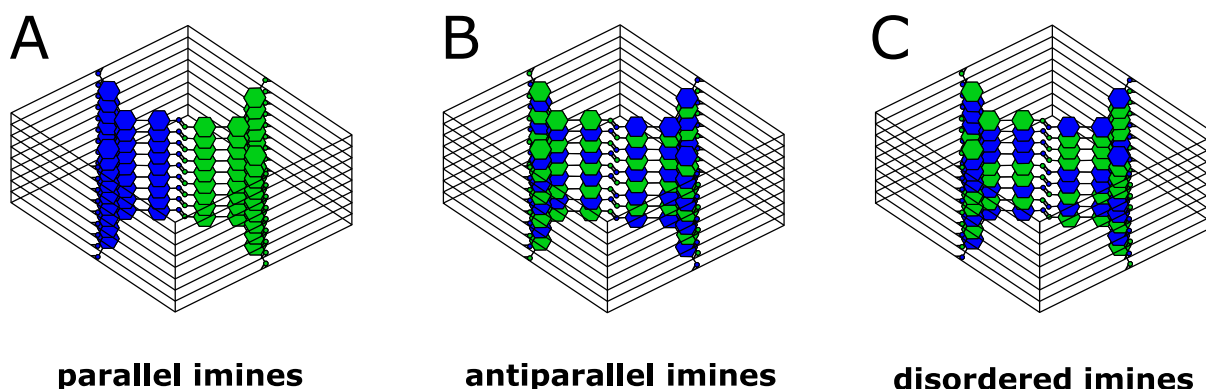 A
B
C
parallel imines
antiparallel imines
disordered imines